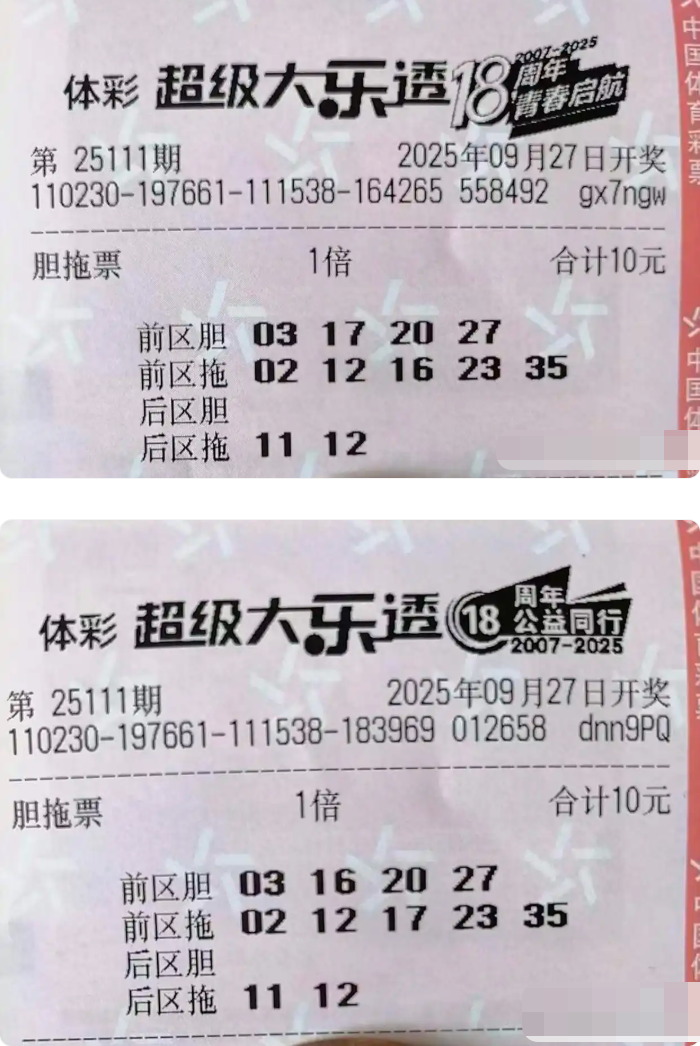 体彩 超级大乐透 18周年 2007-2025 青春启航
第 25111期 2025年09月27日开奖
110230-197661-111538-164265 558492 gx7ngw
胆拖票 1倍 合计10元
前区胆 03 17 20 27
前区拖 02 12 16 23 35
后区胆
后区拖 11 12
中国体育彩票
中国体
体彩 超级大乐透 18 周年 公益同行 2007-2025
第 25111期 2025年09月27日开奖
110230-197661-111538-183969 012658 dnn9PQ
胆拖票 1倍 合计10元
前区胆 03 16 20 27
前区拖 02 12 17 23 35
后区胆
后区拖 11 12